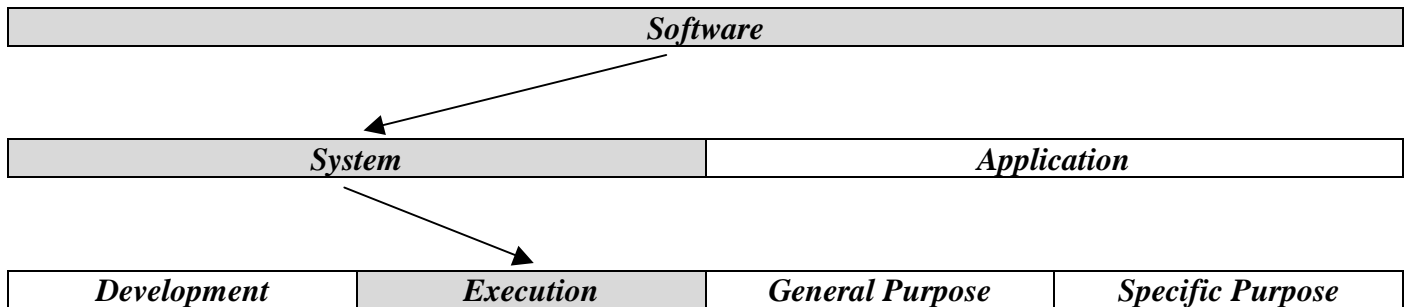 Software
System Application
Development Execution General Purpose Specific Purpose